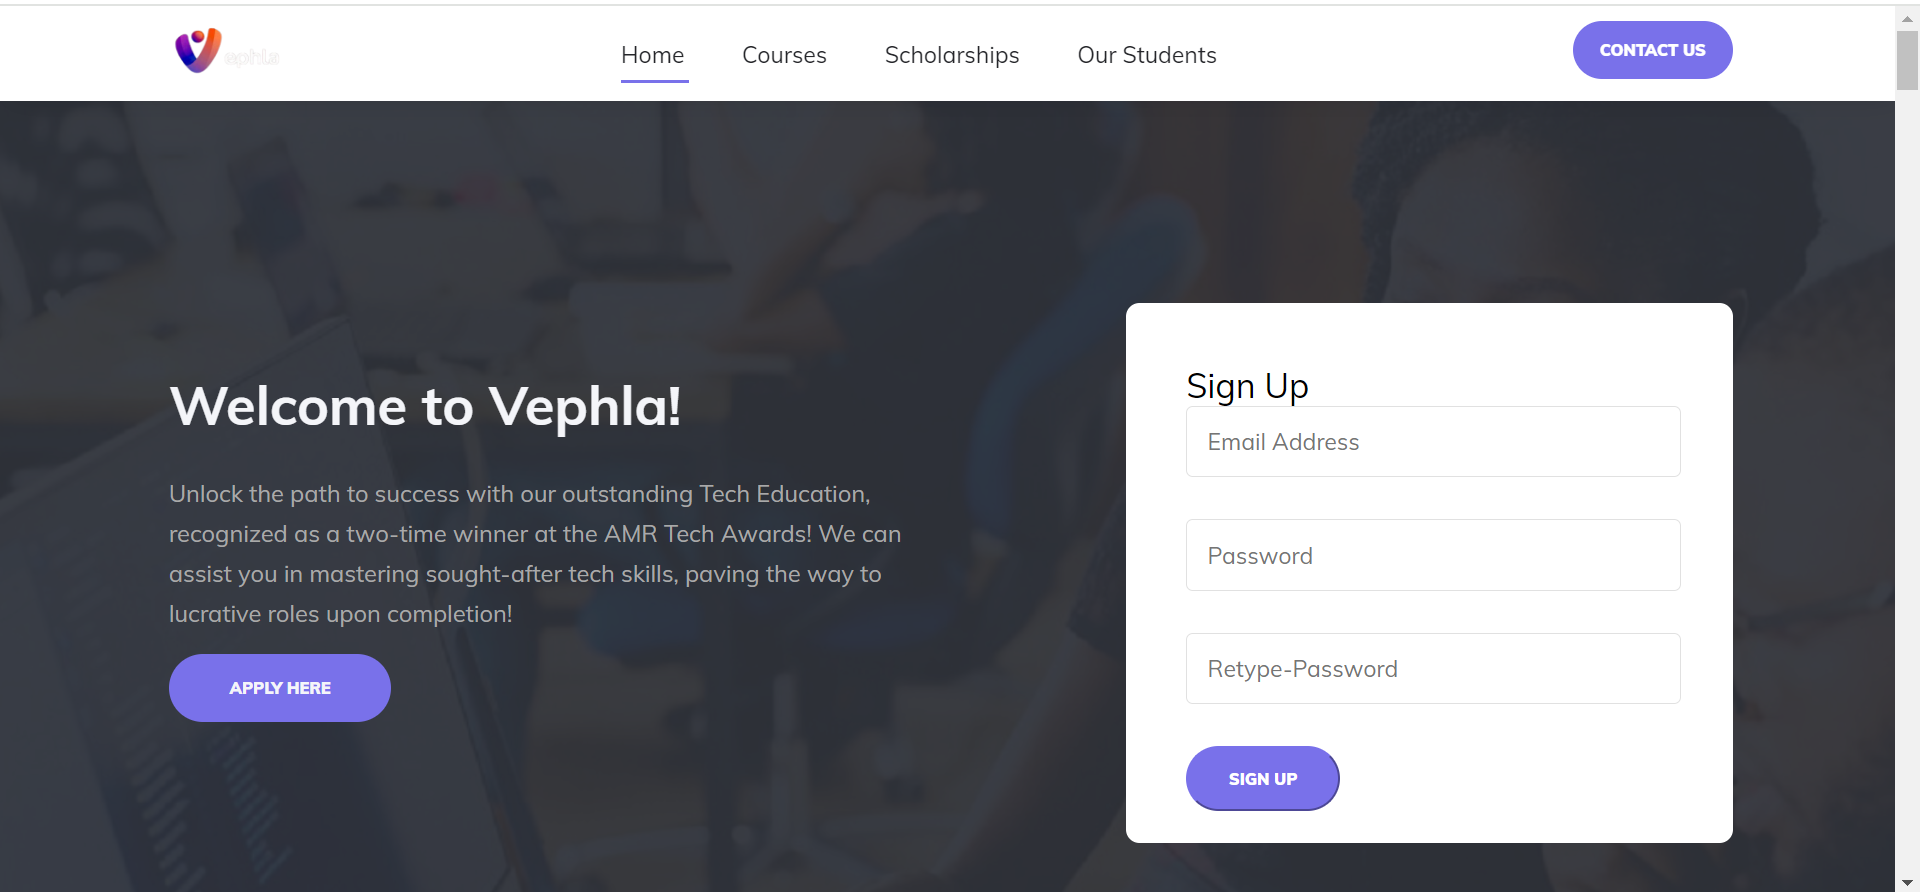 ephla
Home
Courses
Scholarships
Our Students
CONTACT US
Welcome to Vephla!
Unlock the path to success with our outstanding Tech Education,
recognized as a two-time winner at the AMR Tech Awards! We can
assist you in mastering sought-after tech skills, paving the way to
lucrative roles upon completion!
APPLY HERE
Sign Up
Email Address
Password
Retype-Password
SIGN UP